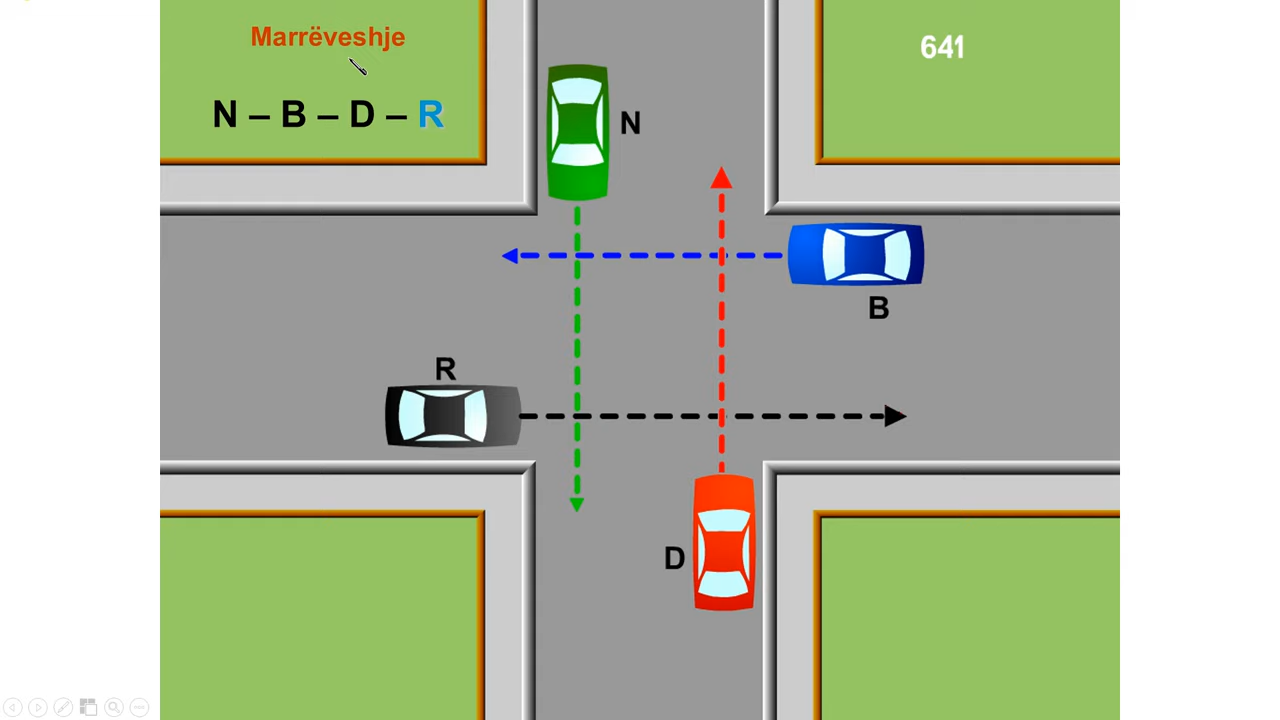 Marrëveshje
641
N – B – D – R
N
B
R
D